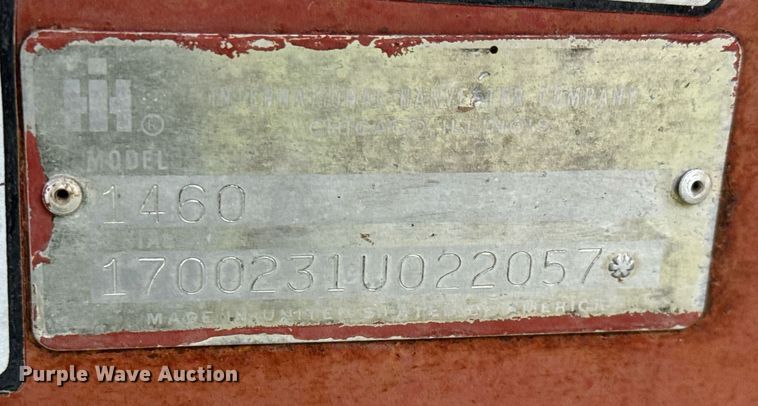 IH ®
INTERNATIONAL HARVESTER COMPANY
CHICAGO, ILLINOIS
MODEL
1460
1700231U022057*
MADE IN UNITED STATES OF AMERICA
Purple Wave Auction